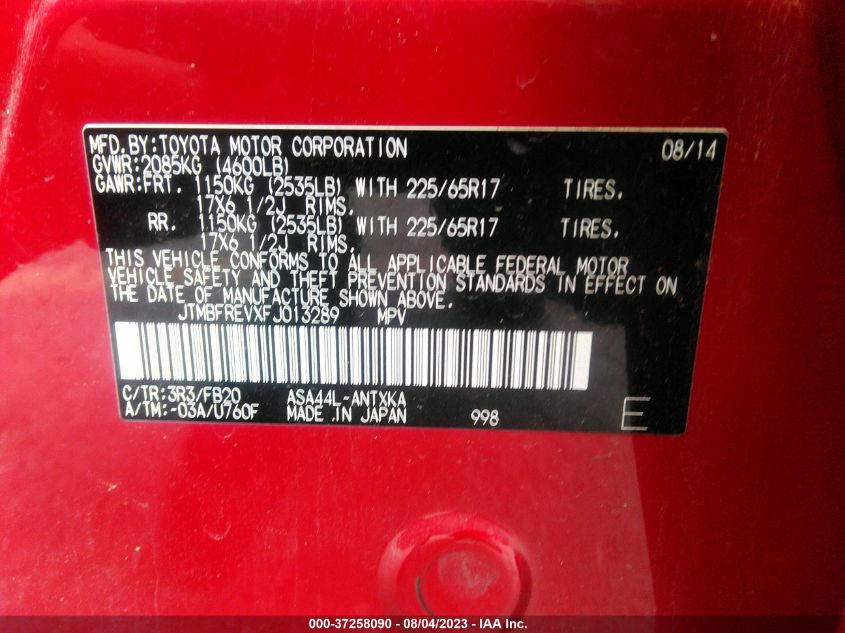 MFD.BY:TOYOTA MOTOR CORPORATION 08/14
GVWR:2085KG (4600LB)
GAWR:FRT. 1150KG (2535LB) WITH 225/65R17 TIRES.
17X6 1/2J RIMS.
RR. 1150KG (2535LB) WITH 225/65R17 TIRES.
17X6 1/2J RIMS.
THIS VEHICLE CONFORMS TO ALL APPLICABLE FEDERAL MOTOR
VEHICLE SAFETY AND THEFT PREVENTION STANDARDS IN EFFECT ON
THE DATE OF MANUFACTURE SHOWN ABOVE.
JTMBFREVXFJ013289 MPV
C/TR:3R3/FB20 ASA44L-ANTXKA
A/TM:-03A/U760F MADE IN JAPAN 998 E
000-37258090 - 08/04/2023 - IAA Inc.